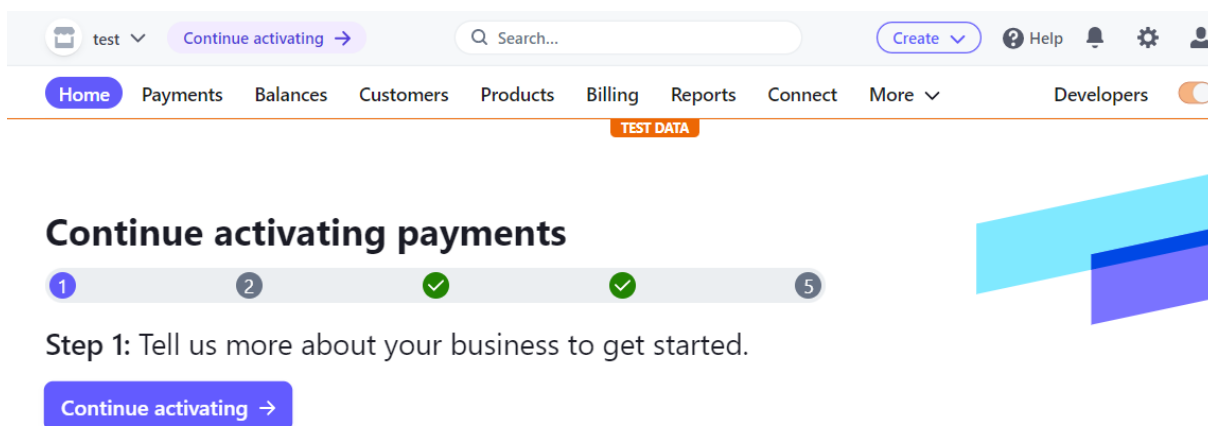 test Continue activating → Search... Create Help
Home Payments Balances Customers Products Billing Reports Connect More Developers
TEST DATA
Continue activating payments
1 2 5
Step 1: Tell us more about your business to get started.
Continue activating →